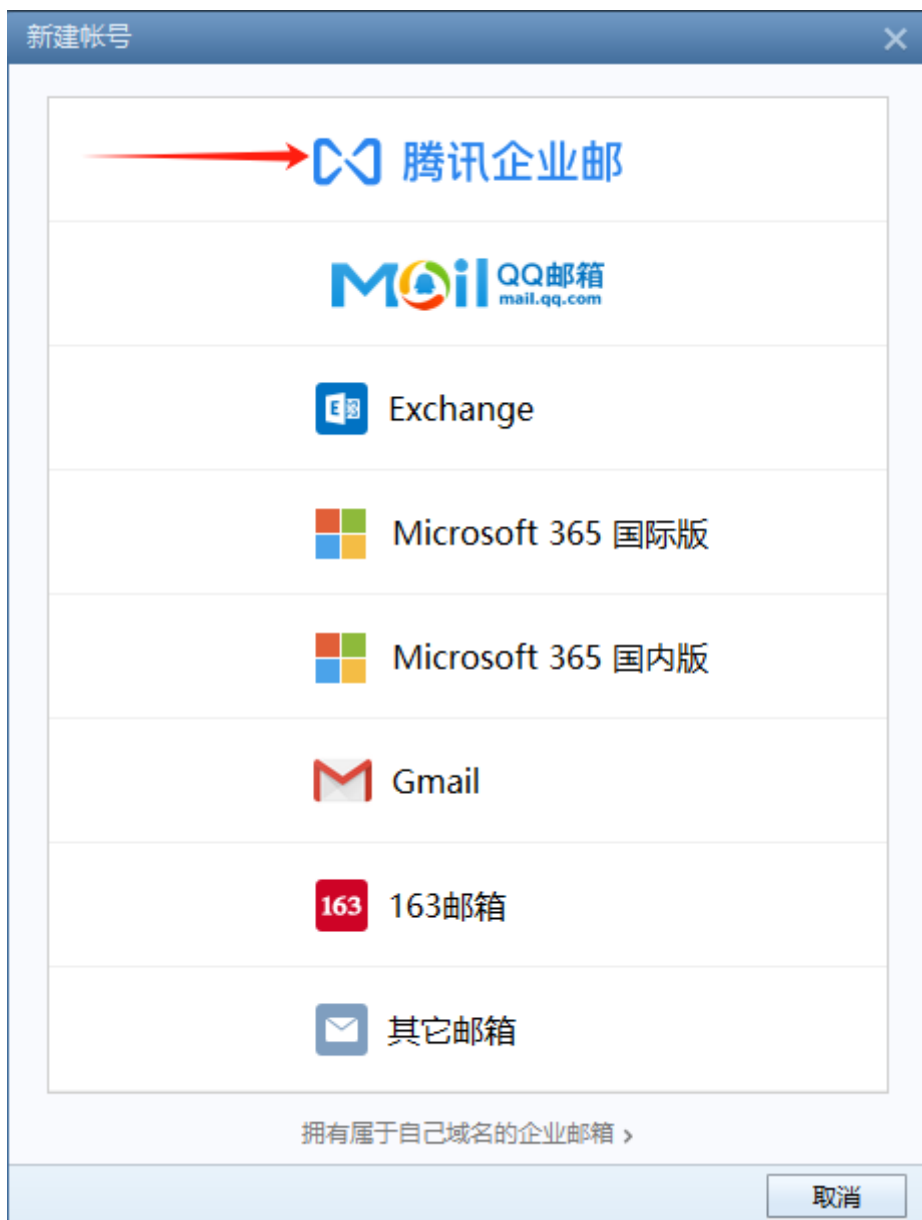 新建帐号
腾讯企业邮
Mail QQ邮箱
mail.qq.com
Exchange
Microsoft 365 国际版
Microsoft 365 国内版
Gmail
163 163邮箱
其它邮箱
拥有属于自己域名的企业邮箱 ›
取消